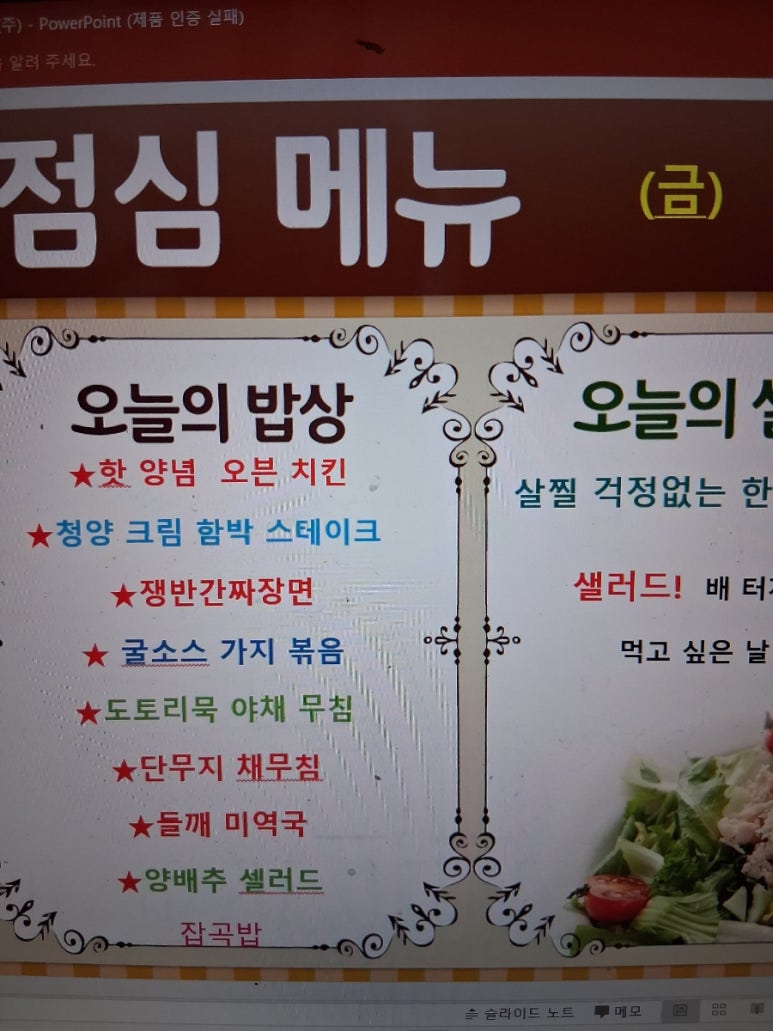 주) - PowerPoint (제품 인증 실패)
알려 주세요.
점심 메뉴 (금)
오늘의 밥상
★핫 양념 오븐 치킨
★청양 크림 함박 스테이크
★쟁반간짜장면
★ 굴소스 가지 볶음
★도토리묵 야채 무침
★단무지 채무침
★들깨 미역국
★양배추 셀러드
잡곡밥
오늘의
살찔 걱정없는 한
샐러드! 배 터
먹고 싶은 날
슬라이드 노트 메모